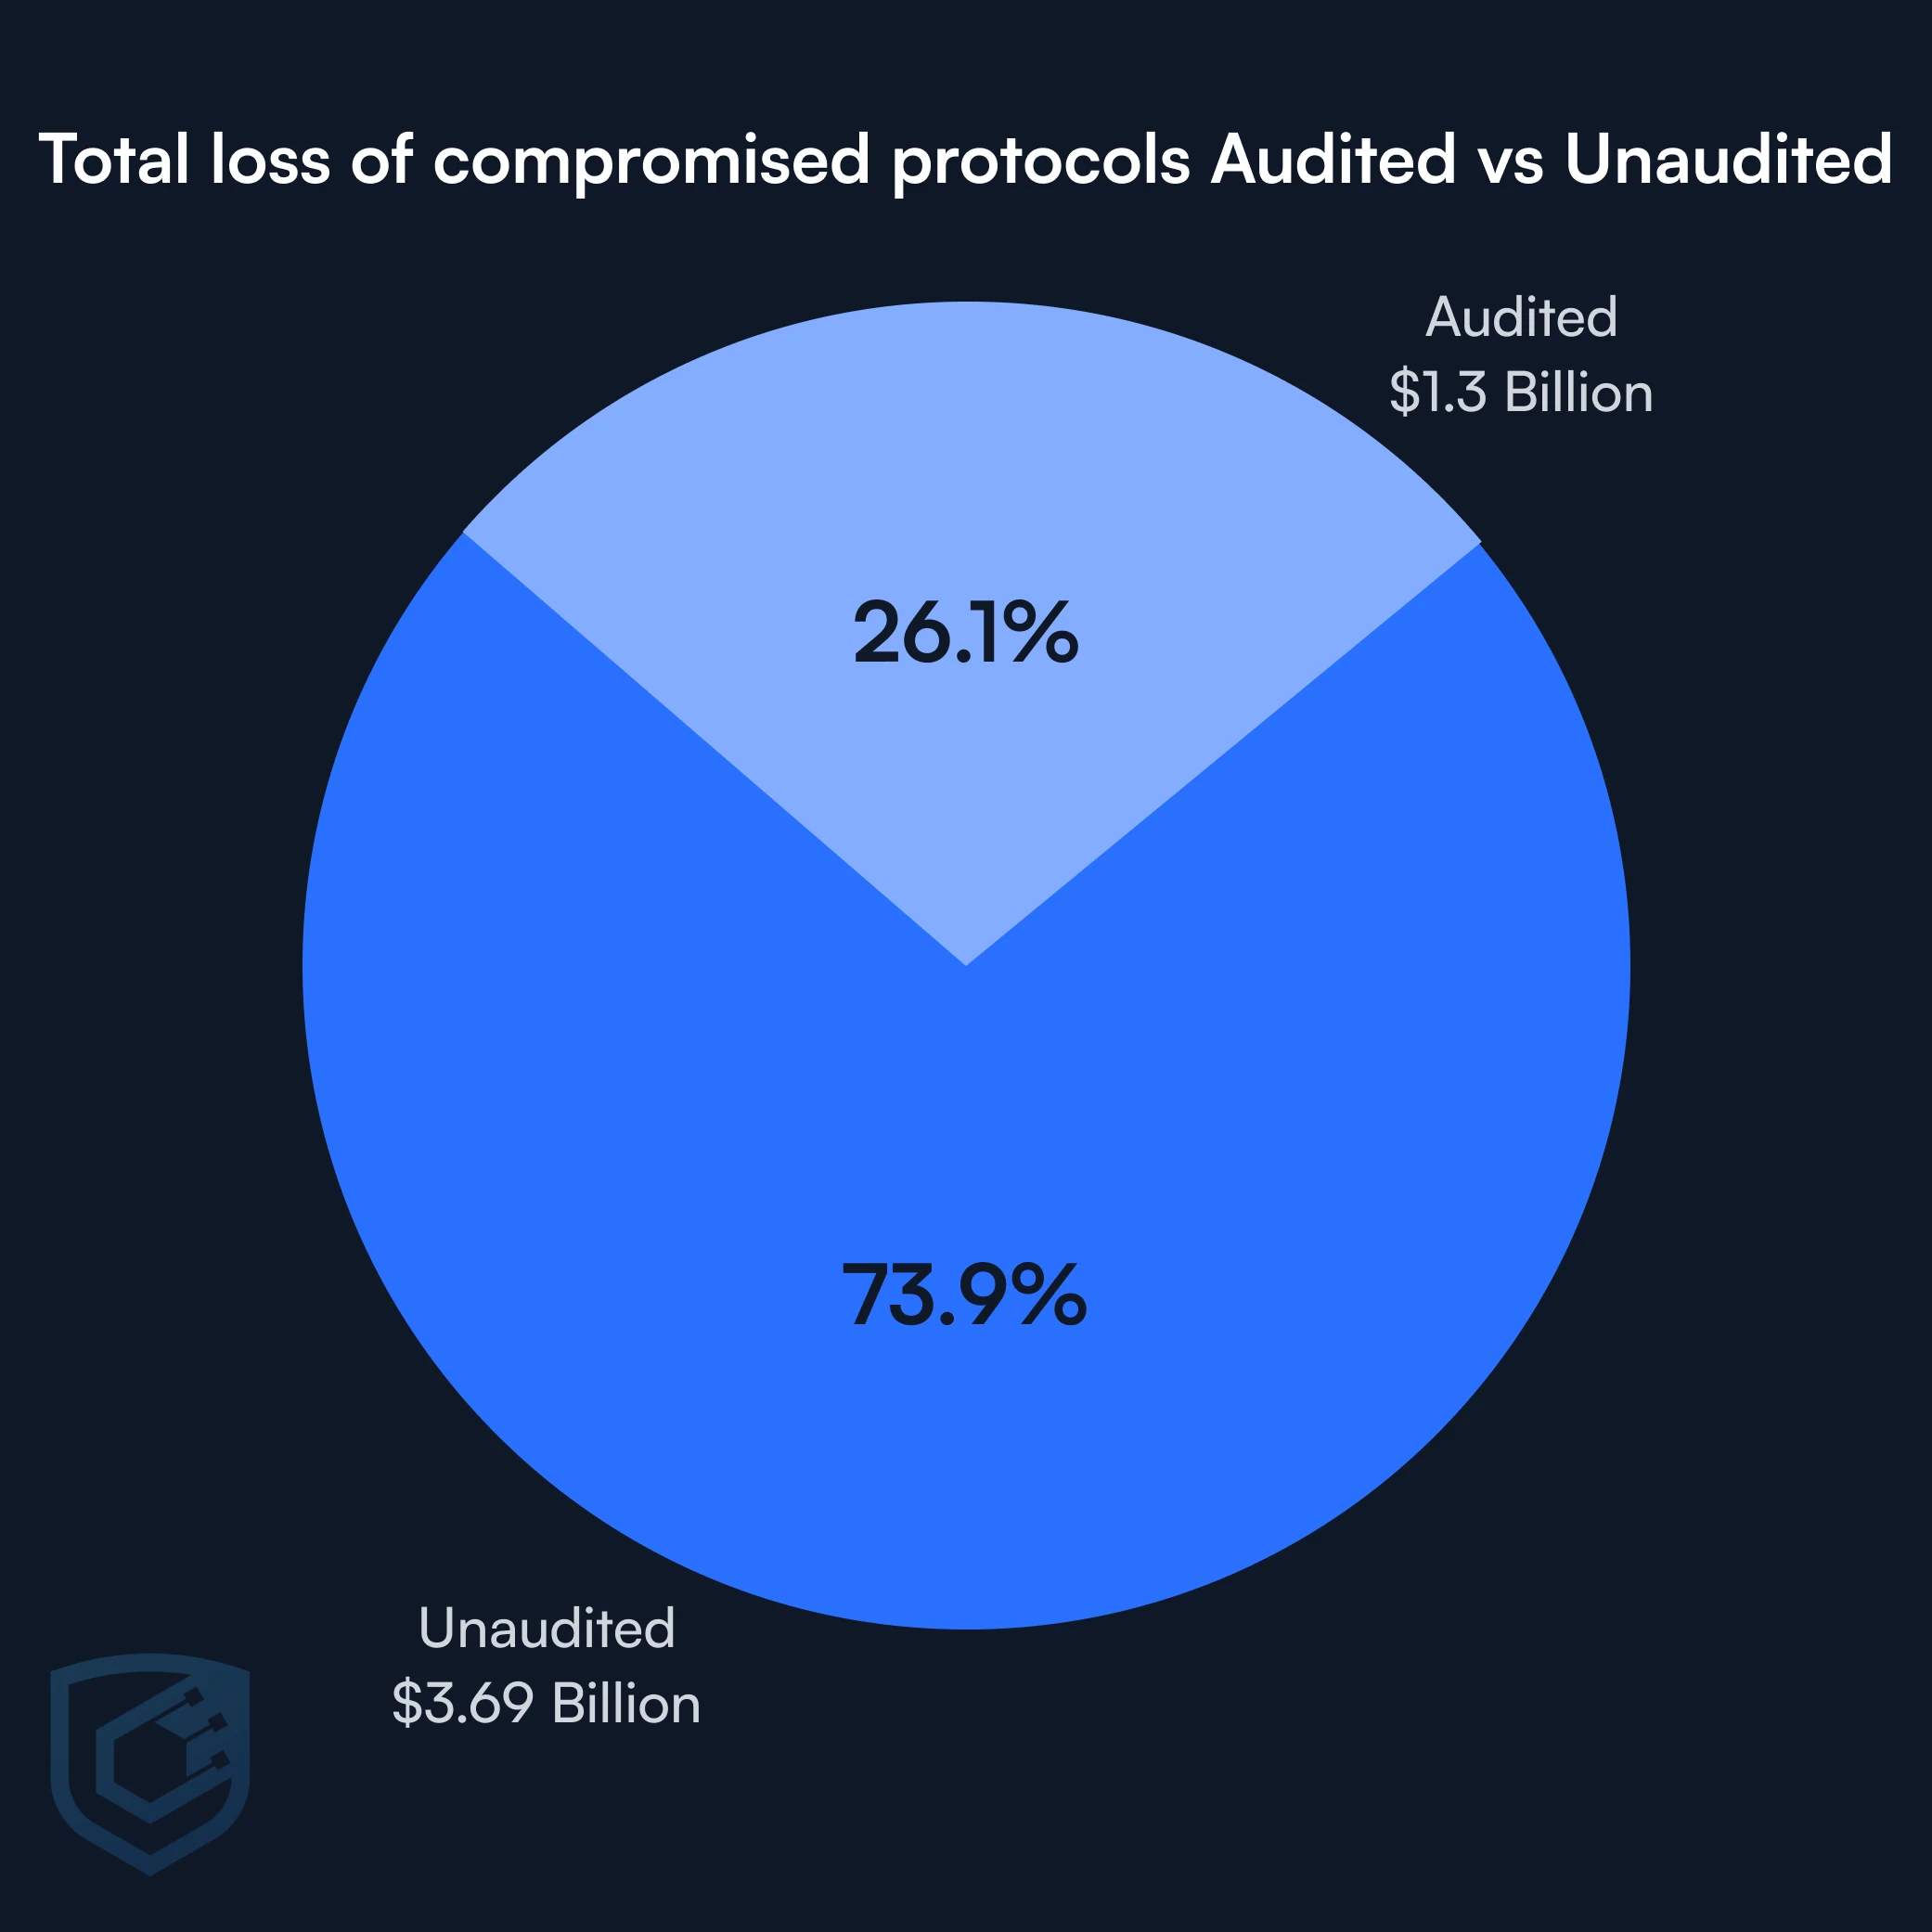 Total loss of compromised protocols Audited vs Unaudited
Audited
$1.3 Billion
26.1%
73.9%
Unaudited
$3.69 Billion